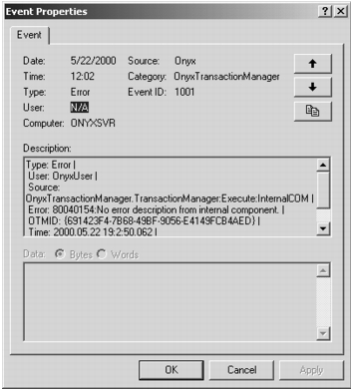 Event Properties
Event
Date: 5/22/2000 Source: Onyx
Time: 12:02 Category: OnyxTransactionManager
Type: Error Event ID: 1001
User: N/A
Computer: ONYXSVR
Description:
Type: Error |
User: OnyxUser |
Source:
OnyxTransactionManager.TransactionManager:Execute:InternalCOM |
Error: 80040154:No error description from internal component. |
OTMID: {691423F4-7B68-49BF-9056-E4149FCB4AED} |
Time: 2000.05.22 19:2:50.062 |
Data: Bytes Words
OK Cancel Apply